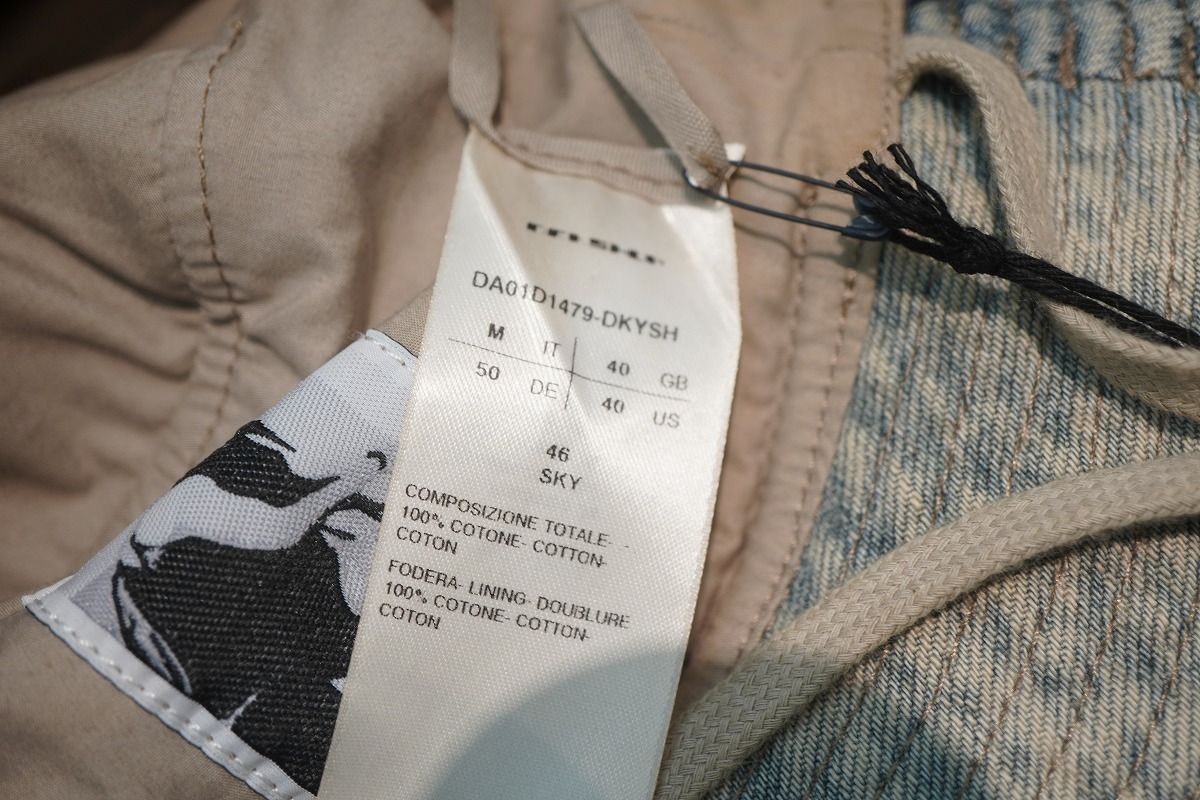 DA01D1479-DKYSH
M IT 40 GB
50 DE 40 US
46
SKY
COMPOSIZIONE TOTALE- -
100% COTONE- COTTON-
COTON
FODERA- LINING- DOUBLURE
100% COTONE- COTTON-
COTON